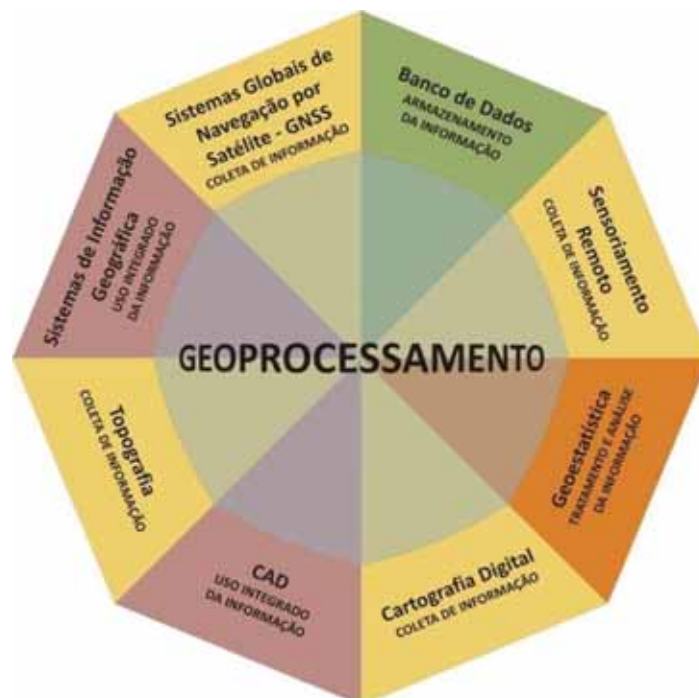 Sistemas Globais de
Navegação por
Satélite - GNSS
COLETA DE INFORMAÇÃO
Banco de Dados
ARMAZENAMENTO
DA INFORMAÇÃO
Sensoriamento
Remoto
COLETA DE INFORMAÇÃO
Geoestatística
TRATAMENTO E ANÁLISE
DA INFORMAÇÃO
Cartografia Digital
COLETA DE INFORMAÇÃO
CAD
USO INTEGRADO
DA INFORMAÇÃO
Topografia
COLETA DE INFORMAÇÃO
Sistemas de Informação
Geográfica
USO INTEGRADO
DA INFORMAÇÃO
GEOPROCESSAMENTO